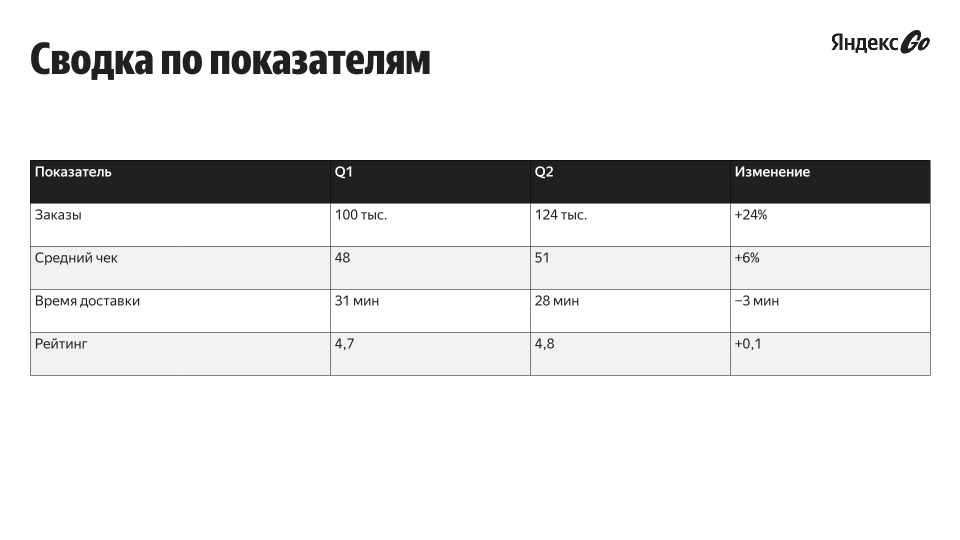 Сводка по показателям
Яндекс Go
Показатель Q1 Q2 Изменение
Заказы 100 тыс. 124 тыс. +24%
Средний чек 48 51 +6%
Время доставки 31 мин 28 мин −3 мин
Рейтинг 4,7 4,8 +0,1